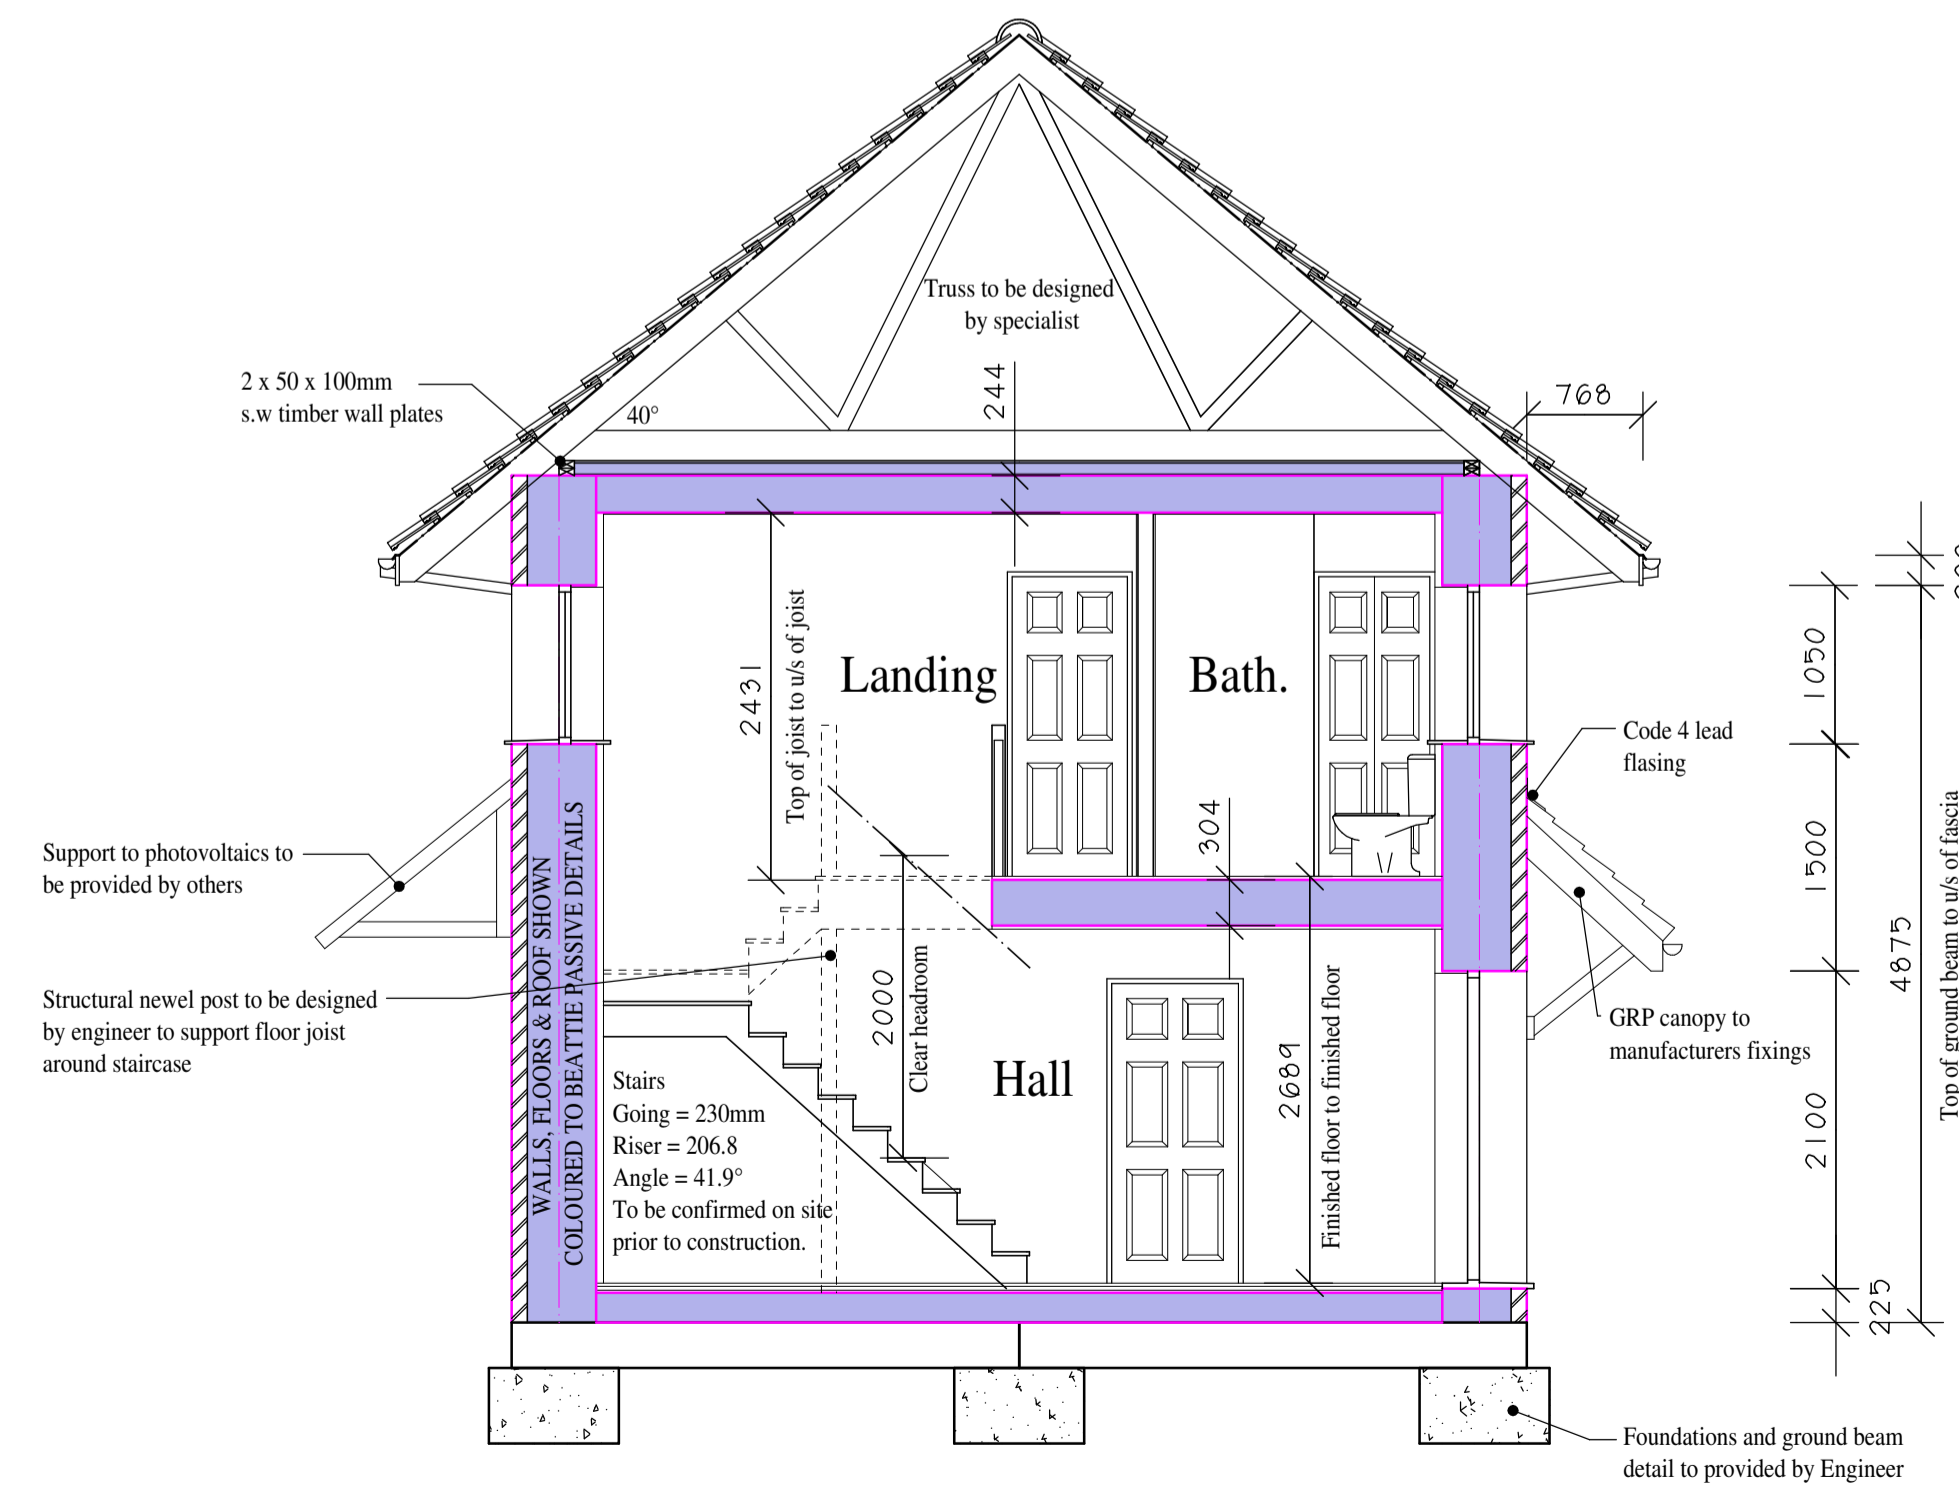 Truss to be designed
by specialist
2 x 50 x 100mm
s.w timber wall plates
40°
244
768
2431
Top of joist to u/s of joist
Landing
Bath.
1050
Code 4 lead
flasing
304
1500
Support to photovoltaics to
be provided by others
WALLS, FLOORS & ROOF SHOWN
COLOURED TO BEATTIE PASSIVE DETAILS
4875
Top of ground beam to u/s of fascia
Structural newel post to be designed
by engineer to support floor joist
around staircase
2000
Clear headroom
Hall
2689
Finished floor to finished floor
GRP canopy to
manufacturers fixings
2100
Stairs
Going = 230mm
Riser = 206.8
Angle = 41.9°
To be confirmed on site
prior to construction.
225
Foundations and ground beam
detail to provided by Engineer